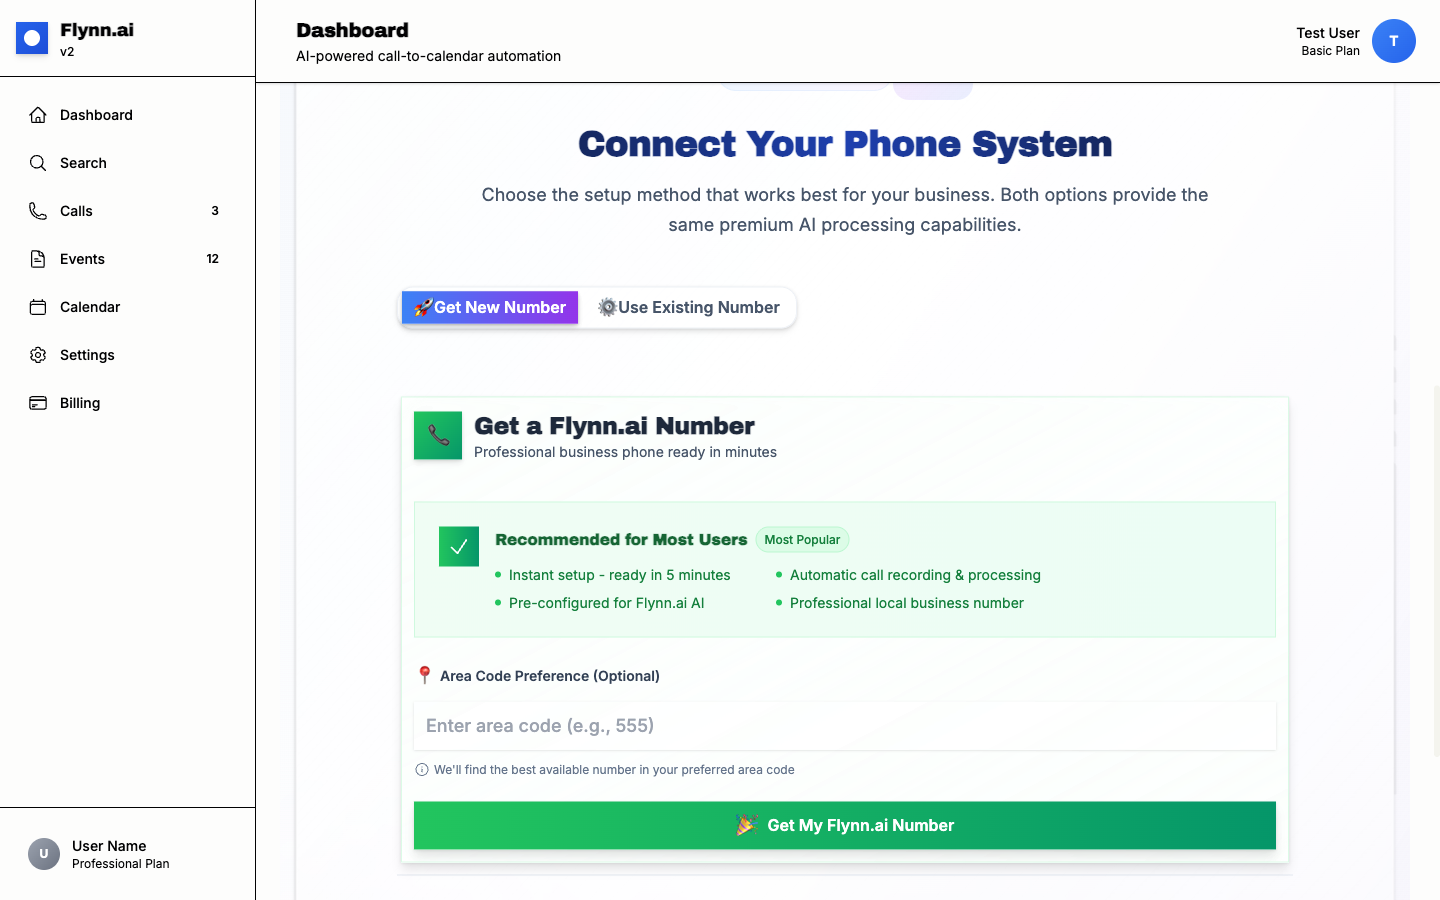 Flynn.ai
v2
Dashboard
Search
Calls 3
Events 12
Calendar
Settings
Billing
U
User Name
Professional Plan
Dashboard
AI-powered call-to-calendar automation
Test User
Basic Plan
T
Connect Your Phone System
Choose the setup method that works best for your business. Both options provide the
same premium AI processing capabilities.
🚀Get New Number
⚙️Use Existing Number
Get a Flynn.ai Number
Professional business phone ready in minutes
Recommended for Most Users Most Popular
• Instant setup - ready in 5 minutes
• Automatic call recording & processing
• Pre-configured for Flynn.ai AI
• Professional local business number
📍 Area Code Preference (Optional)
Enter area code (e.g., 555)
We'll find the best available number in your preferred area code
🎉 Get My Flynn.ai Number